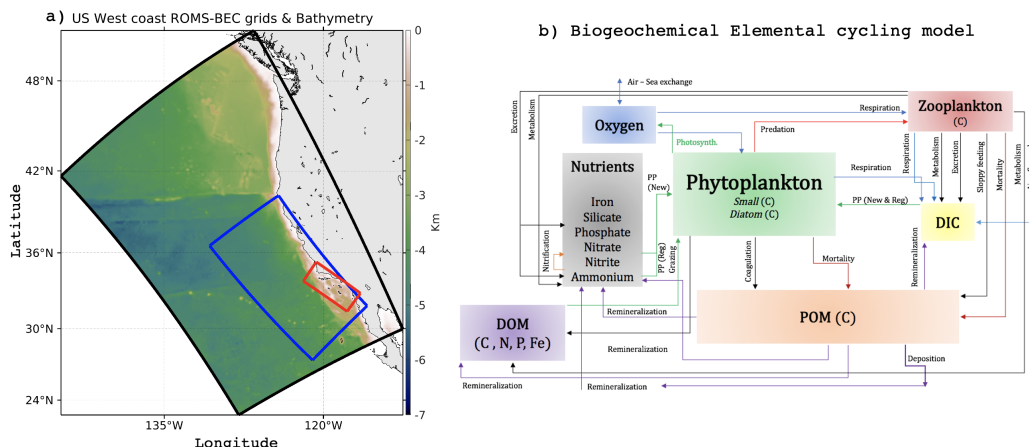 a) US West coast ROMS-BEC grids & Bathymetry
48°N
42°N
36°N
30°N
24°N
135°W
120°W
Latitude
Longitude
0
-1
-2
-3
-4
-5
-6
-7
Km
b) Biogeochemical Elemental cycling model
Air – Sea exchange
Excretion
Metabolism
Oxygen
Respiration
Zooplankton
(C)
Photosynth.
Predation
Respiration
Metabolism
Excretion
Sloppy feeding
Mortality
Metabolism
Nutrients
Iron
Silicate
Phosphate
Nitrate
Nitrite
Ammonium
Nitrification
PP
(New)
PP (Reg)
Grazing
Phytoplankton
Small (C)
Diatom (C)
Respiration
PP (New & Reg)
DIC
Coagulation
Mortality
Remineralization
DOM
(C , N, P, Fe)
Remineralization
POM (C)
Remineralization
Deposition
Remineralization
Remineralization